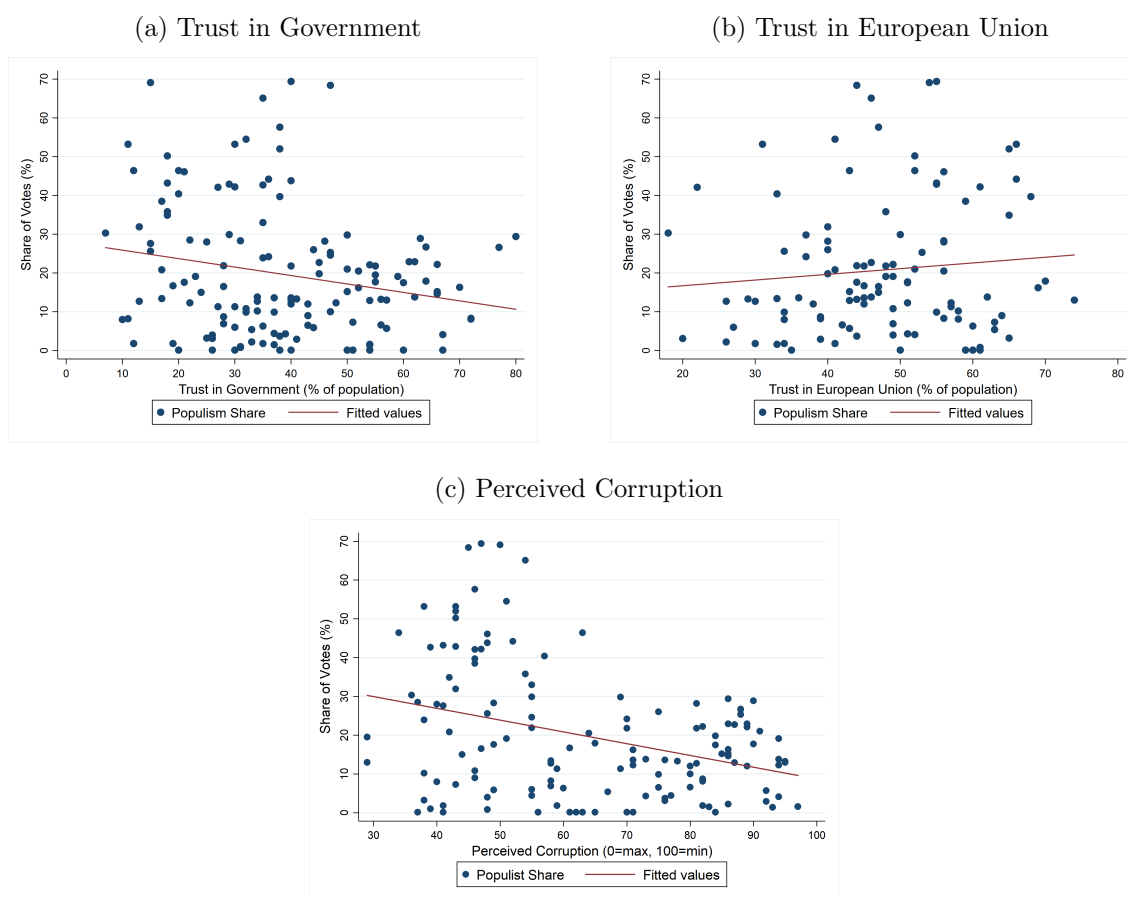 (a) Trust in Government
Share of Votes (%)
70
60
50
40
30
20
10
0
0 10 20 30 40 50 60 70 80
Trust in Government (% of population)
Populism Share Fitted values
(b) Trust in European Union
Share of Votes (%)
70
60
50
40
30
20
10
0
20 30 40 50 60 70 80
Trust in European Union (% of population)
Populism Share Fitted values
(c) Perceived Corruption
Share of Votes (%)
70
60
50
40
30
20
10
0
30 40 50 60 70 80 90 100
Perceived Corruption (0=max, 100=min)
Populist Share Fitted values